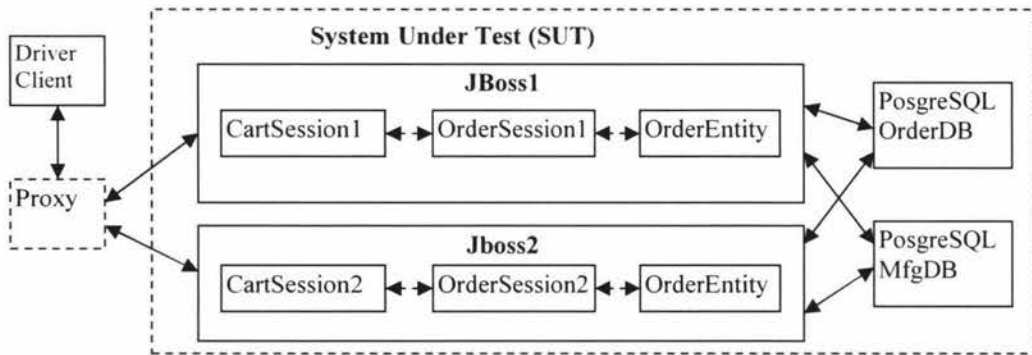 System Under Test (SUT)
Driver
Client
Proxy
JBoss1
CartSession1
OrderSession1
OrderEntity
Jboss2
CartSession2
OrderSession2
OrderEntity
PosgreSQL
OrderDB
PosgreSQL
MfgDB